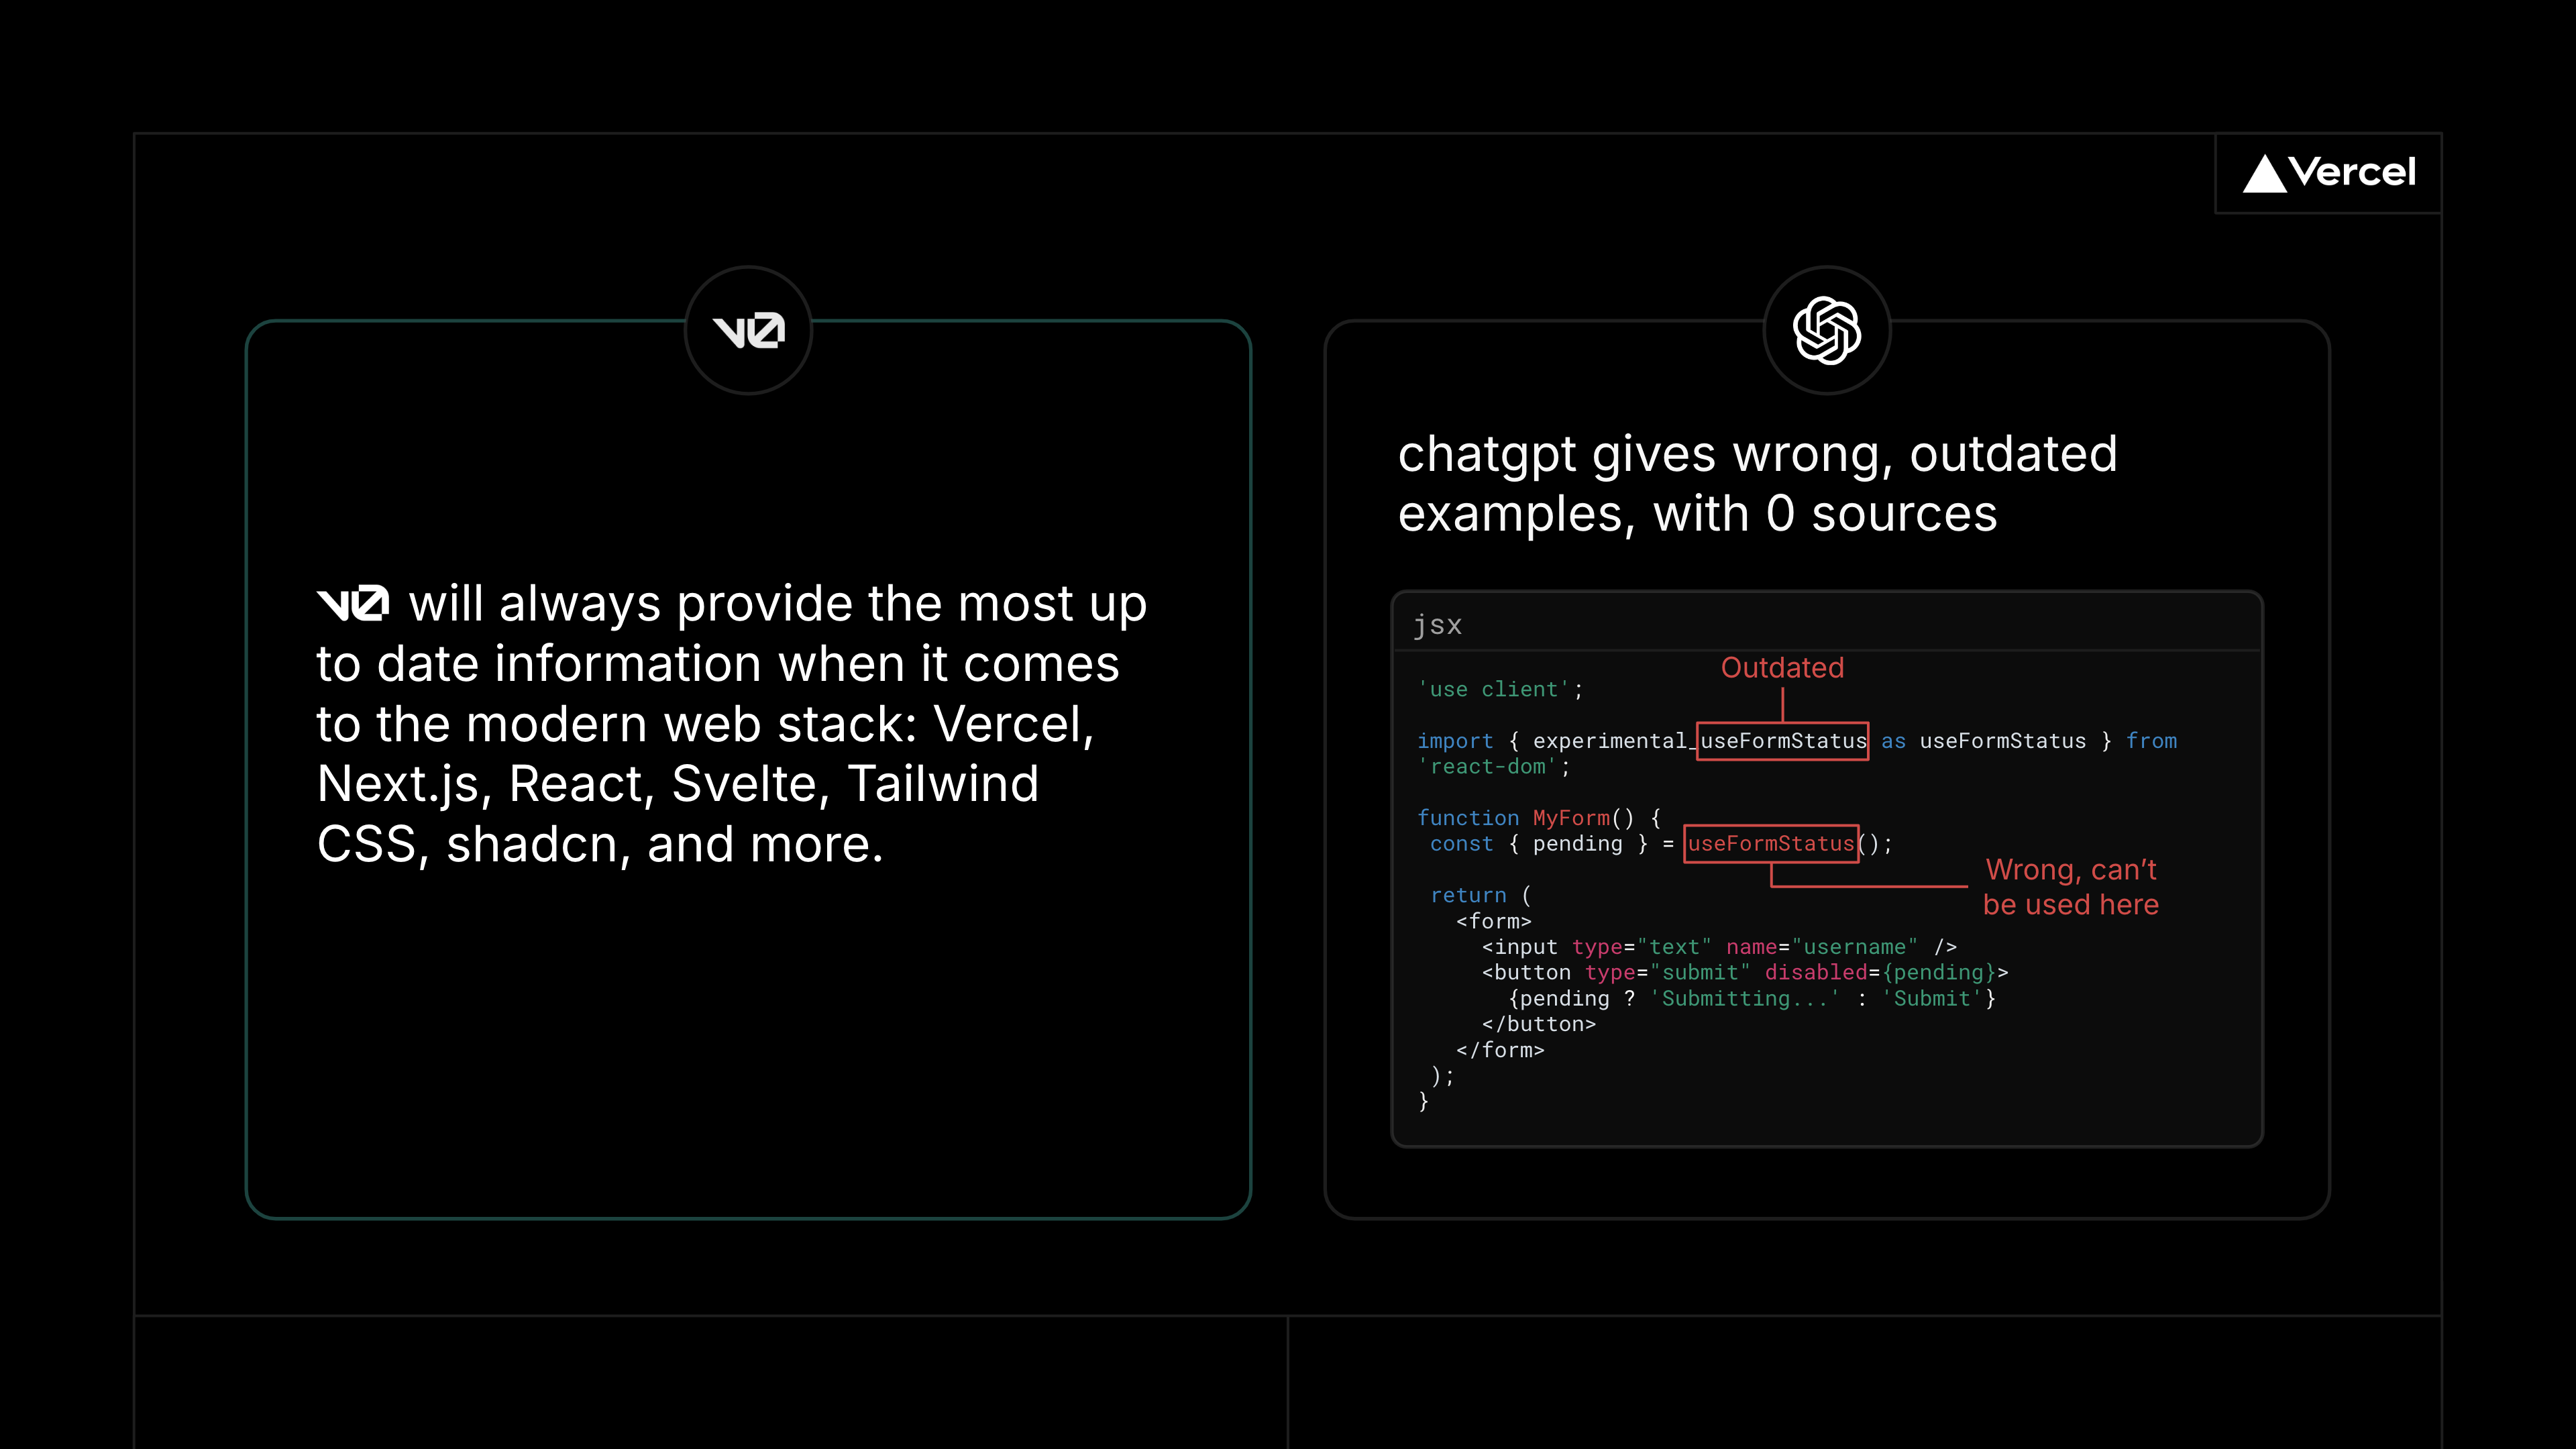 Vercel
v0
v0 will always provide the most up
to date information when it comes
to the modern web stack: Vercel,
Next.js, React, Svelte, Tailwind
CSS, shadcn, and more.
chatgpt gives wrong, outdated
examples, with 0 sources
jsx
Outdated
'use client';
import { experimental_useFormStatus as useFormStatus } from
'react-dom';
function MyForm() {
const { pending } = useFormStatus();
Wrong, can't
be used here
return (
<form>
<input type="text" name="username" />
<button type="submit" disabled={pending}>
{pending ? 'Submitting...' : 'Submit'}
</button>
</form>
);
}